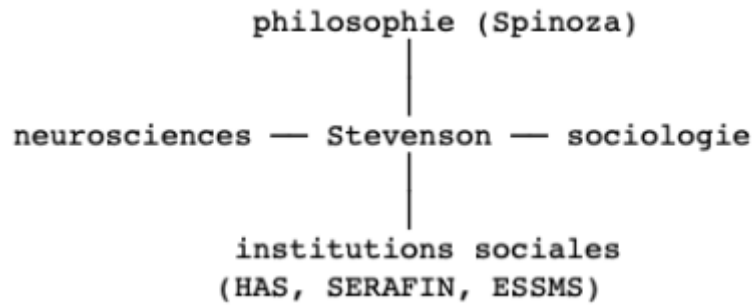 philosophie (Spinoza)
neurosciences — Stevenson — sociologie
institutions sociales
(HAS, SERAFIN, ESSMS)